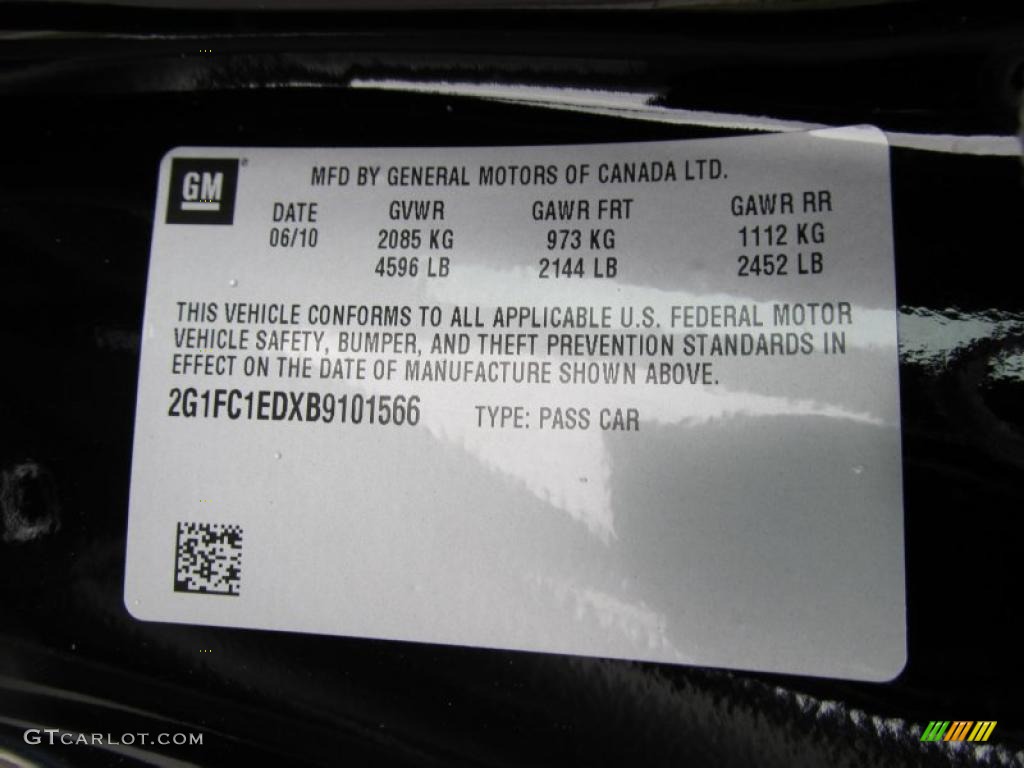 GM®
MFD BY GENERAL MOTORS OF CANADA LTD.
DATE GVWR GAWR FRT GAWR RR
06/10 2085 KG 973 KG 1112 KG
4596 LB 2144 LB 2452 LB
THIS VEHICLE CONFORMS TO ALL APPLICABLE U.S. FEDERAL MOTOR
VEHICLE SAFETY, BUMPER, AND THEFT PREVENTION STANDARDS IN
EFFECT ON THE DATE OF MANUFACTURE SHOWN ABOVE.
2G1FC1EDXB9101566 TYPE: PASS CAR
GTCARLOT.COM